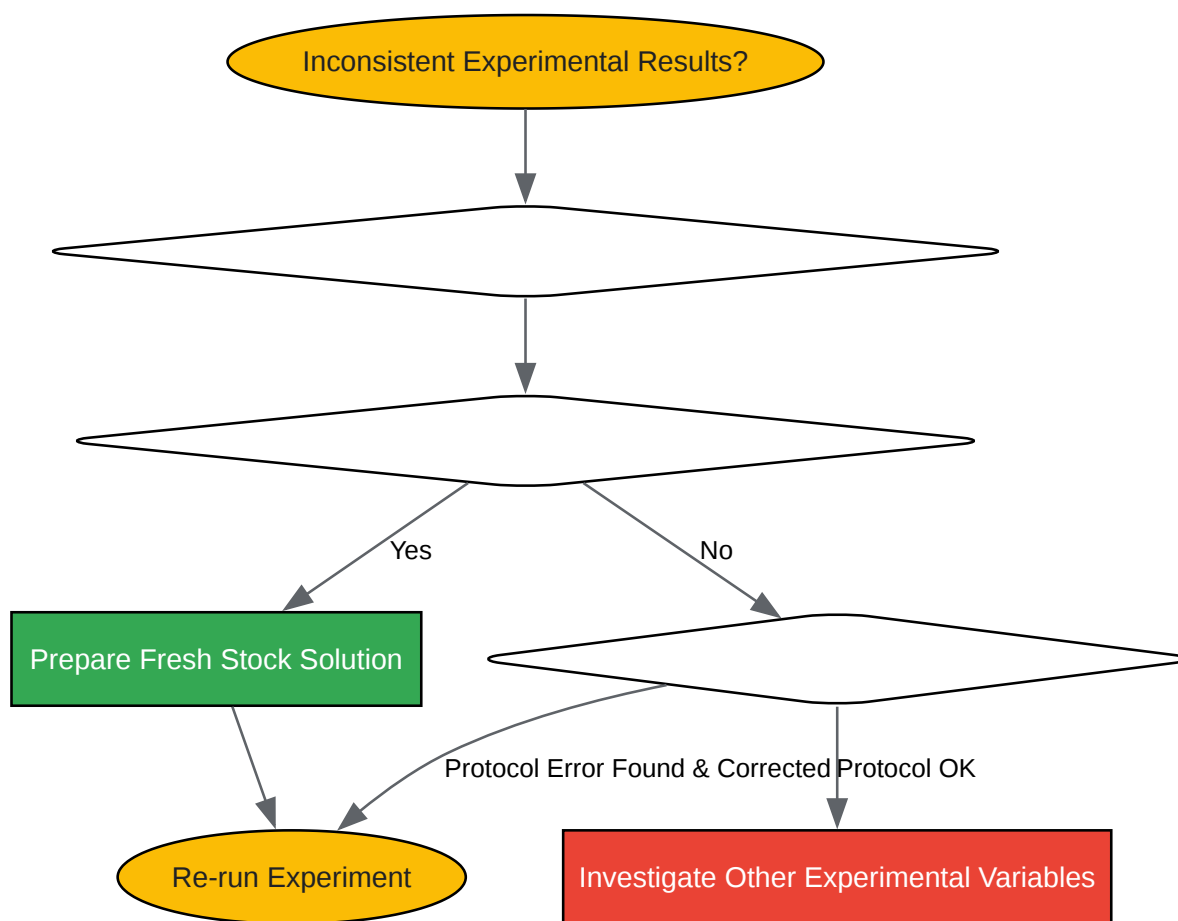 Inconsistent Experimental Results?
Yes
No
Prepare Fresh Stock Solution
Protocol Error Found & Corrected
Protocol OK
Re-run Experiment
Investigate Other Experimental Variables